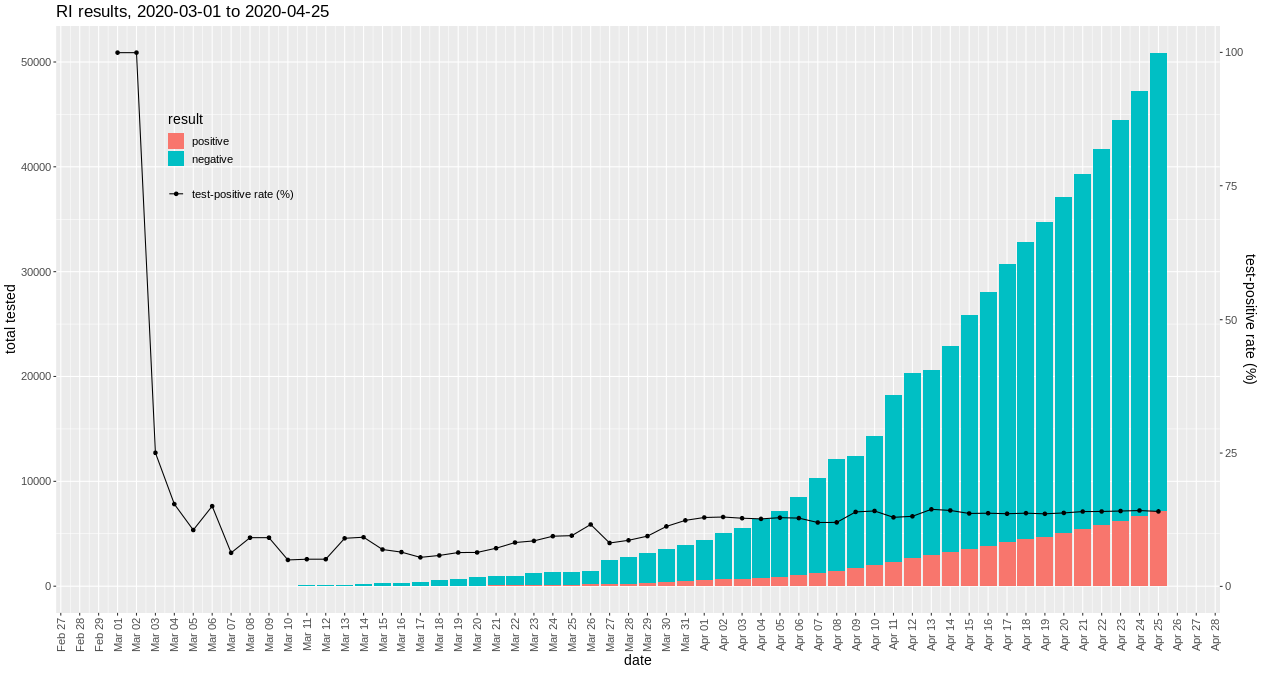 RI results, 2020-03-01 to 2020-04-25
total tested
50000
40000
30000
20000
10000
0
result
positive
negative
test-positive rate (%)
100
75
50
25
0
test-positive rate (%)
Feb 27
Feb 28
Feb 29
Mar 01
Mar 02
Mar 03
Mar 04
Mar 05
Mar 06
Mar 07
Mar 08
Mar 09
Mar 10
Mar 11
Mar 12
Mar 13
Mar 14
Mar 15
Mar 16
Mar 17
Mar 18
Mar 19
Mar 20
Mar 21
Mar 22
Mar 23
Mar 24
Mar 25
Mar 26
Mar 27
Mar 28
Mar 29
Mar 30
Mar 31
Apr 01
Apr 02
Apr 03
Apr 04
Apr 05
Apr 06
Apr 07
Apr 08
Apr 09
Apr 10
Apr 11
Apr 12
Apr 13
Apr 14
Apr 15
Apr 16
Apr 17
Apr 18
Apr 19
Apr 20
Apr 21
Apr 22
Apr 23
Apr 24
Apr 25
Apr 26
Apr 27
Apr 28
date